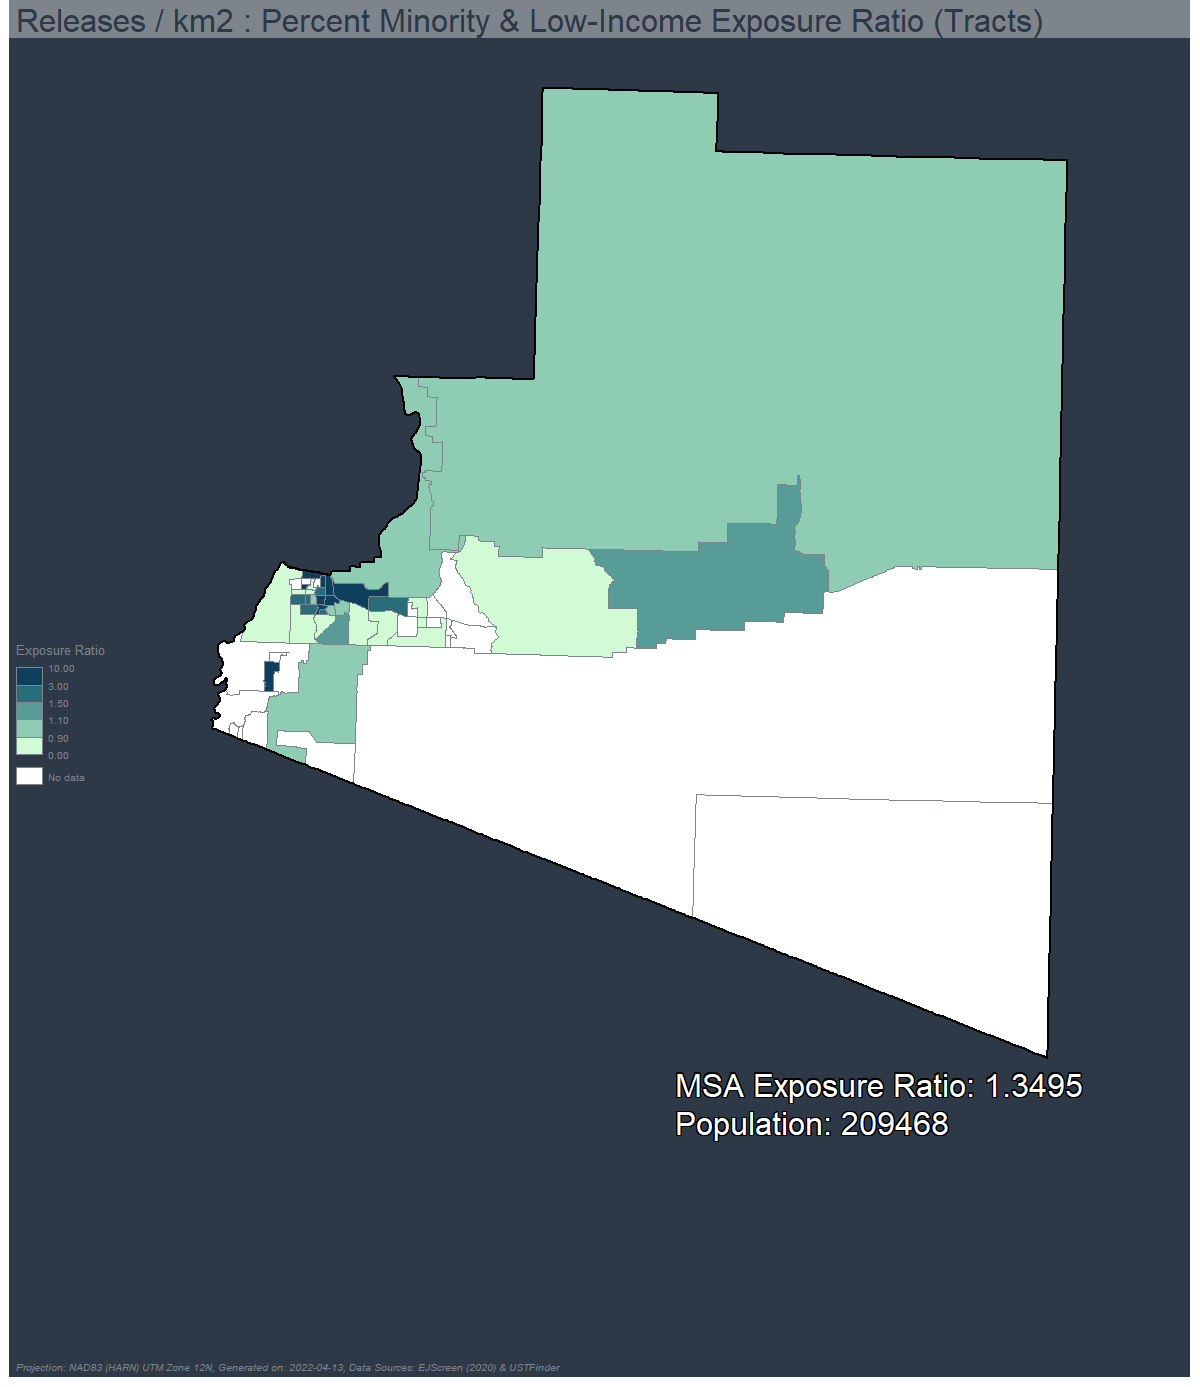 Releases / km2 : Percent Minority & Low-Income Exposure Ratio (Tracts)
Exposure Ratio
10.00
3.00
1.50
1.10
0.90
0.00
No data
MSA Exposure Ratio: 1.3495
Population: 209468
Projection: NAD83 (HARN) UTM Zone 12N, Generated on: 2022-04-13, Data Sources: EJScreen (2020) & USTFinder